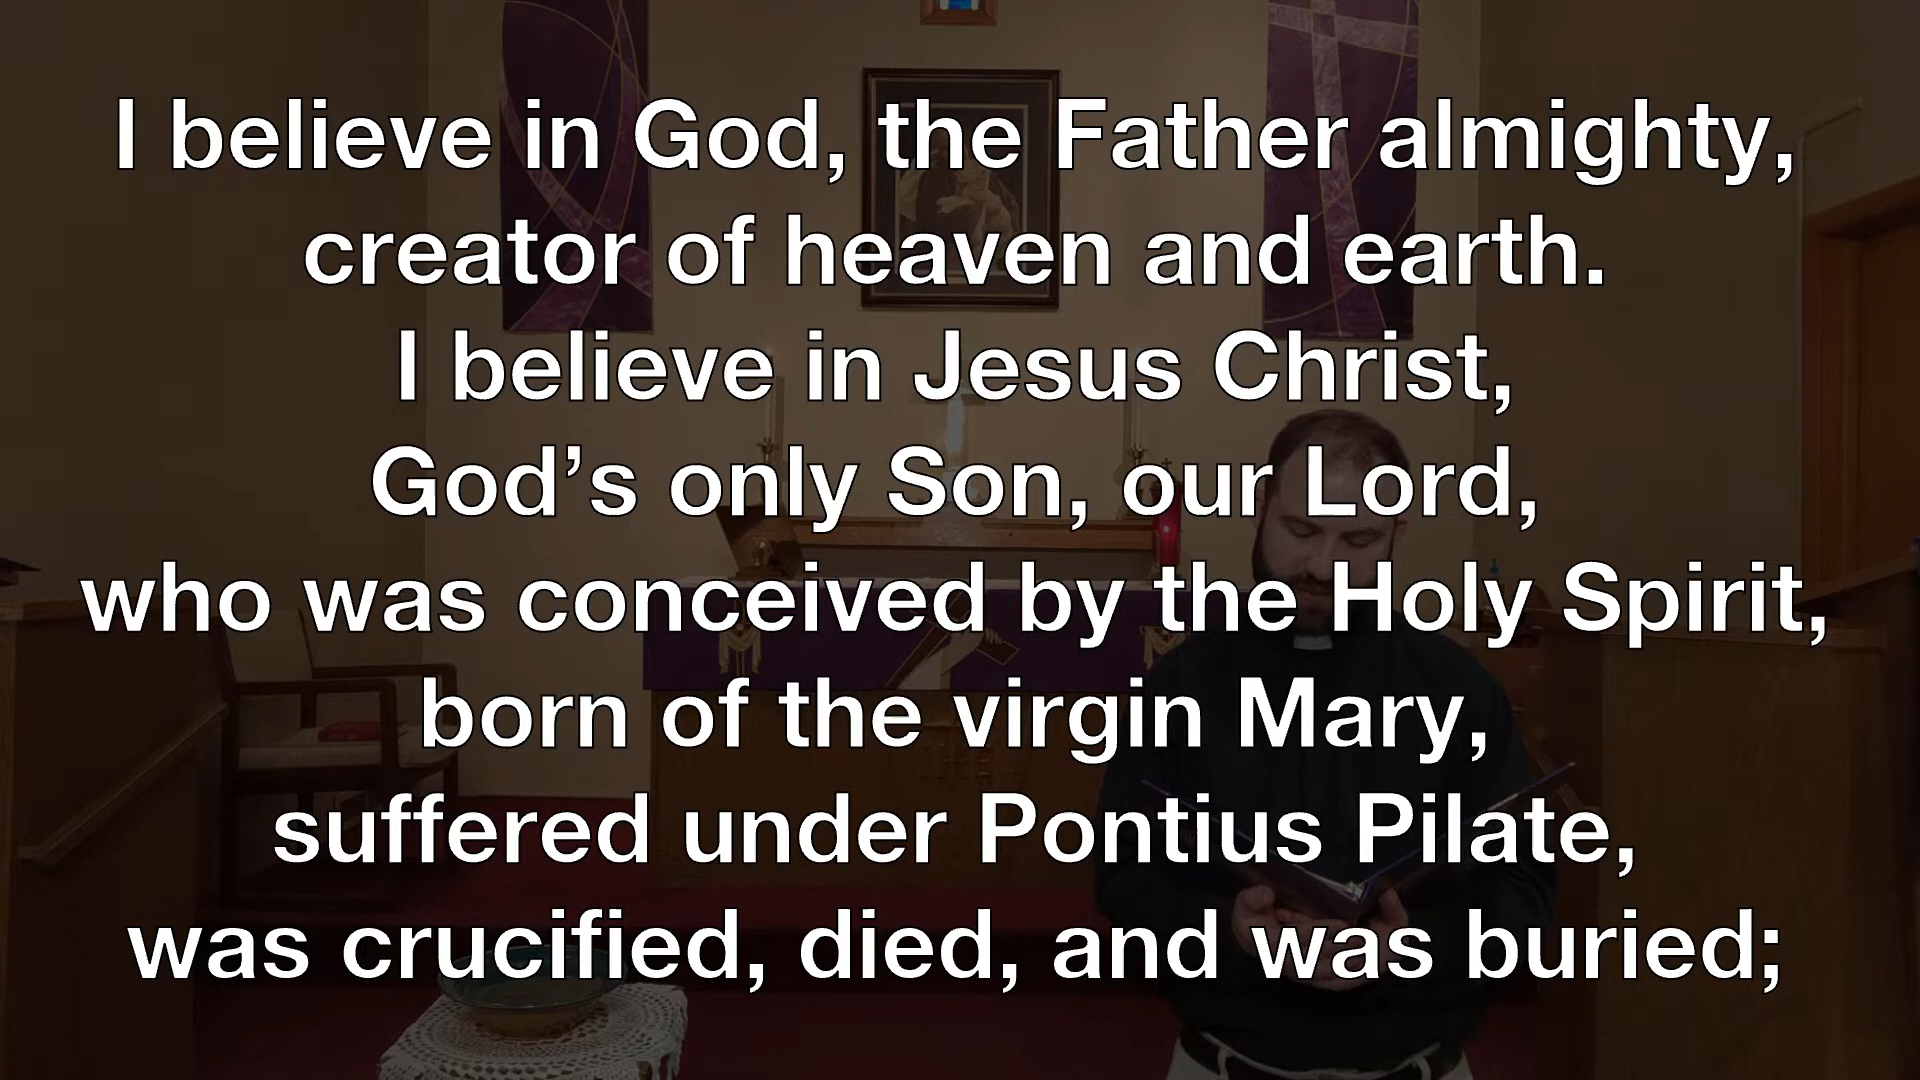 I believe in God, the Father almighty,
creator of heaven and earth.
I believe in Jesus Christ,
God’s only Son, our Lord,
who was conceived by the Holy Spirit,
born of the virgin Mary,
suffered under Pontius Pilate,
was crucified, died, and was buried;